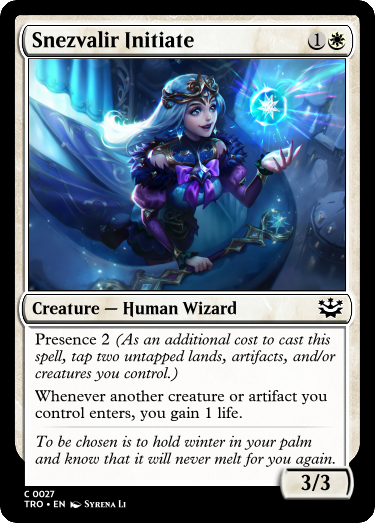 Snezvalir Initiate 1
Creature — Human Wizard
Presence 2 (As an additional cost to cast this
spell, tap two untapped lands, artifacts, and/or
creatures you control.)
Whenever another creature or artifact you
control enters, you gain 1 life.
To be chosen is to hold winter in your palm
and know that it will never melt for you again.
3/3
C 0027
TRO • EN Syrena Li